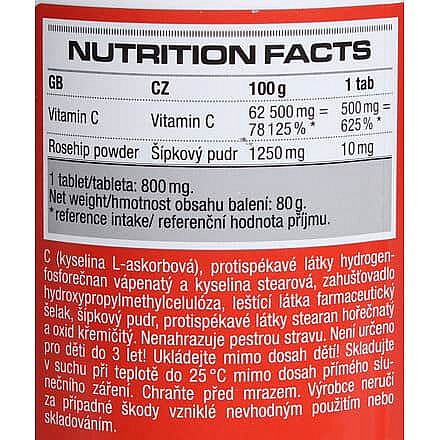 NUTRITION FACTS
GB CZ 100 g 1 tab
Vitamin C Vitamin C 62 500 mg = 500 mg =
78 125 % * 625 % *
Rosehip powder Šípkový pudr * 1250 mg 10 mg
1 tablet/tableta: 800 mg.
Net weight/hmotnost obsahu balení: 80 g.
*reference intake/ referenční hodnota příjmu.
C (kyselina L-askorbová), protispékavé látky hydrogen-
fosforečnan vápenatý a kyselina stearová, zahušťovadlo
hydroxypropylmethylcelulóza, leštící látka farmaceutický
šelak, šípkový pudr, protispékavé látky stearan hořečnatý
a oxid křemičitý. Nenahrazuje pestrou stravu. Není určeno
pro děti do 3 let! Ukládejte mimo dosah dětí! Skladujte
v suchu při teplotě do 25 °C mimo dosah přímého slu-
nečního záření. Chraňte před mrazem. Výrobce neručí
za případné škody vzniklé nevhodným použitím nebo
skladováním.